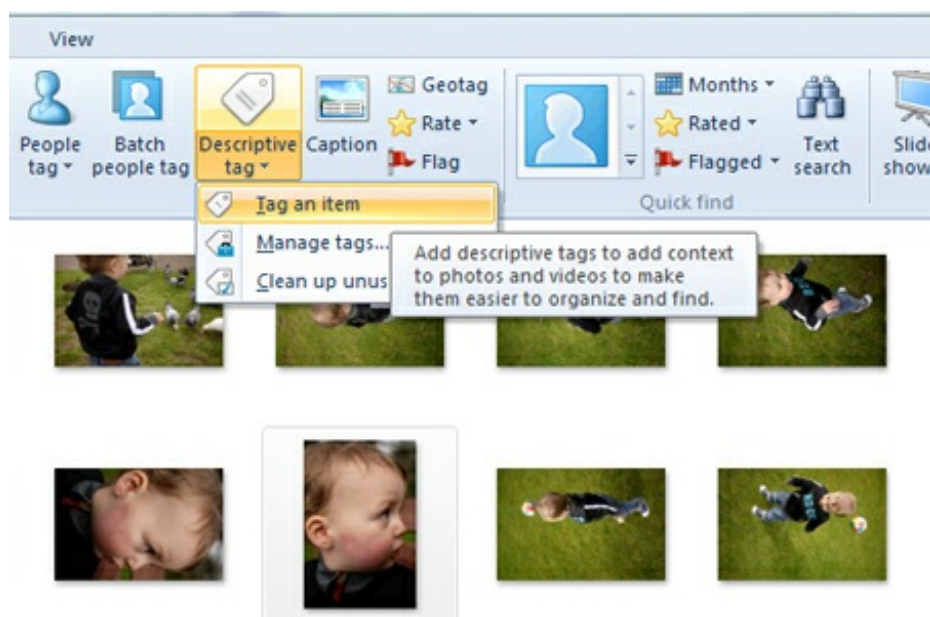 View
People
tag
Batch
people tag
Descriptive
tag
Caption
Geotag
Rate
Flag
Months
Rated
Flagged
Quick find
Text
search
Slide
show
Tag an item
Manage tags...
Clean up unus
Add descriptive tags to add context
to photos and videos to make
them easier to organize and find.